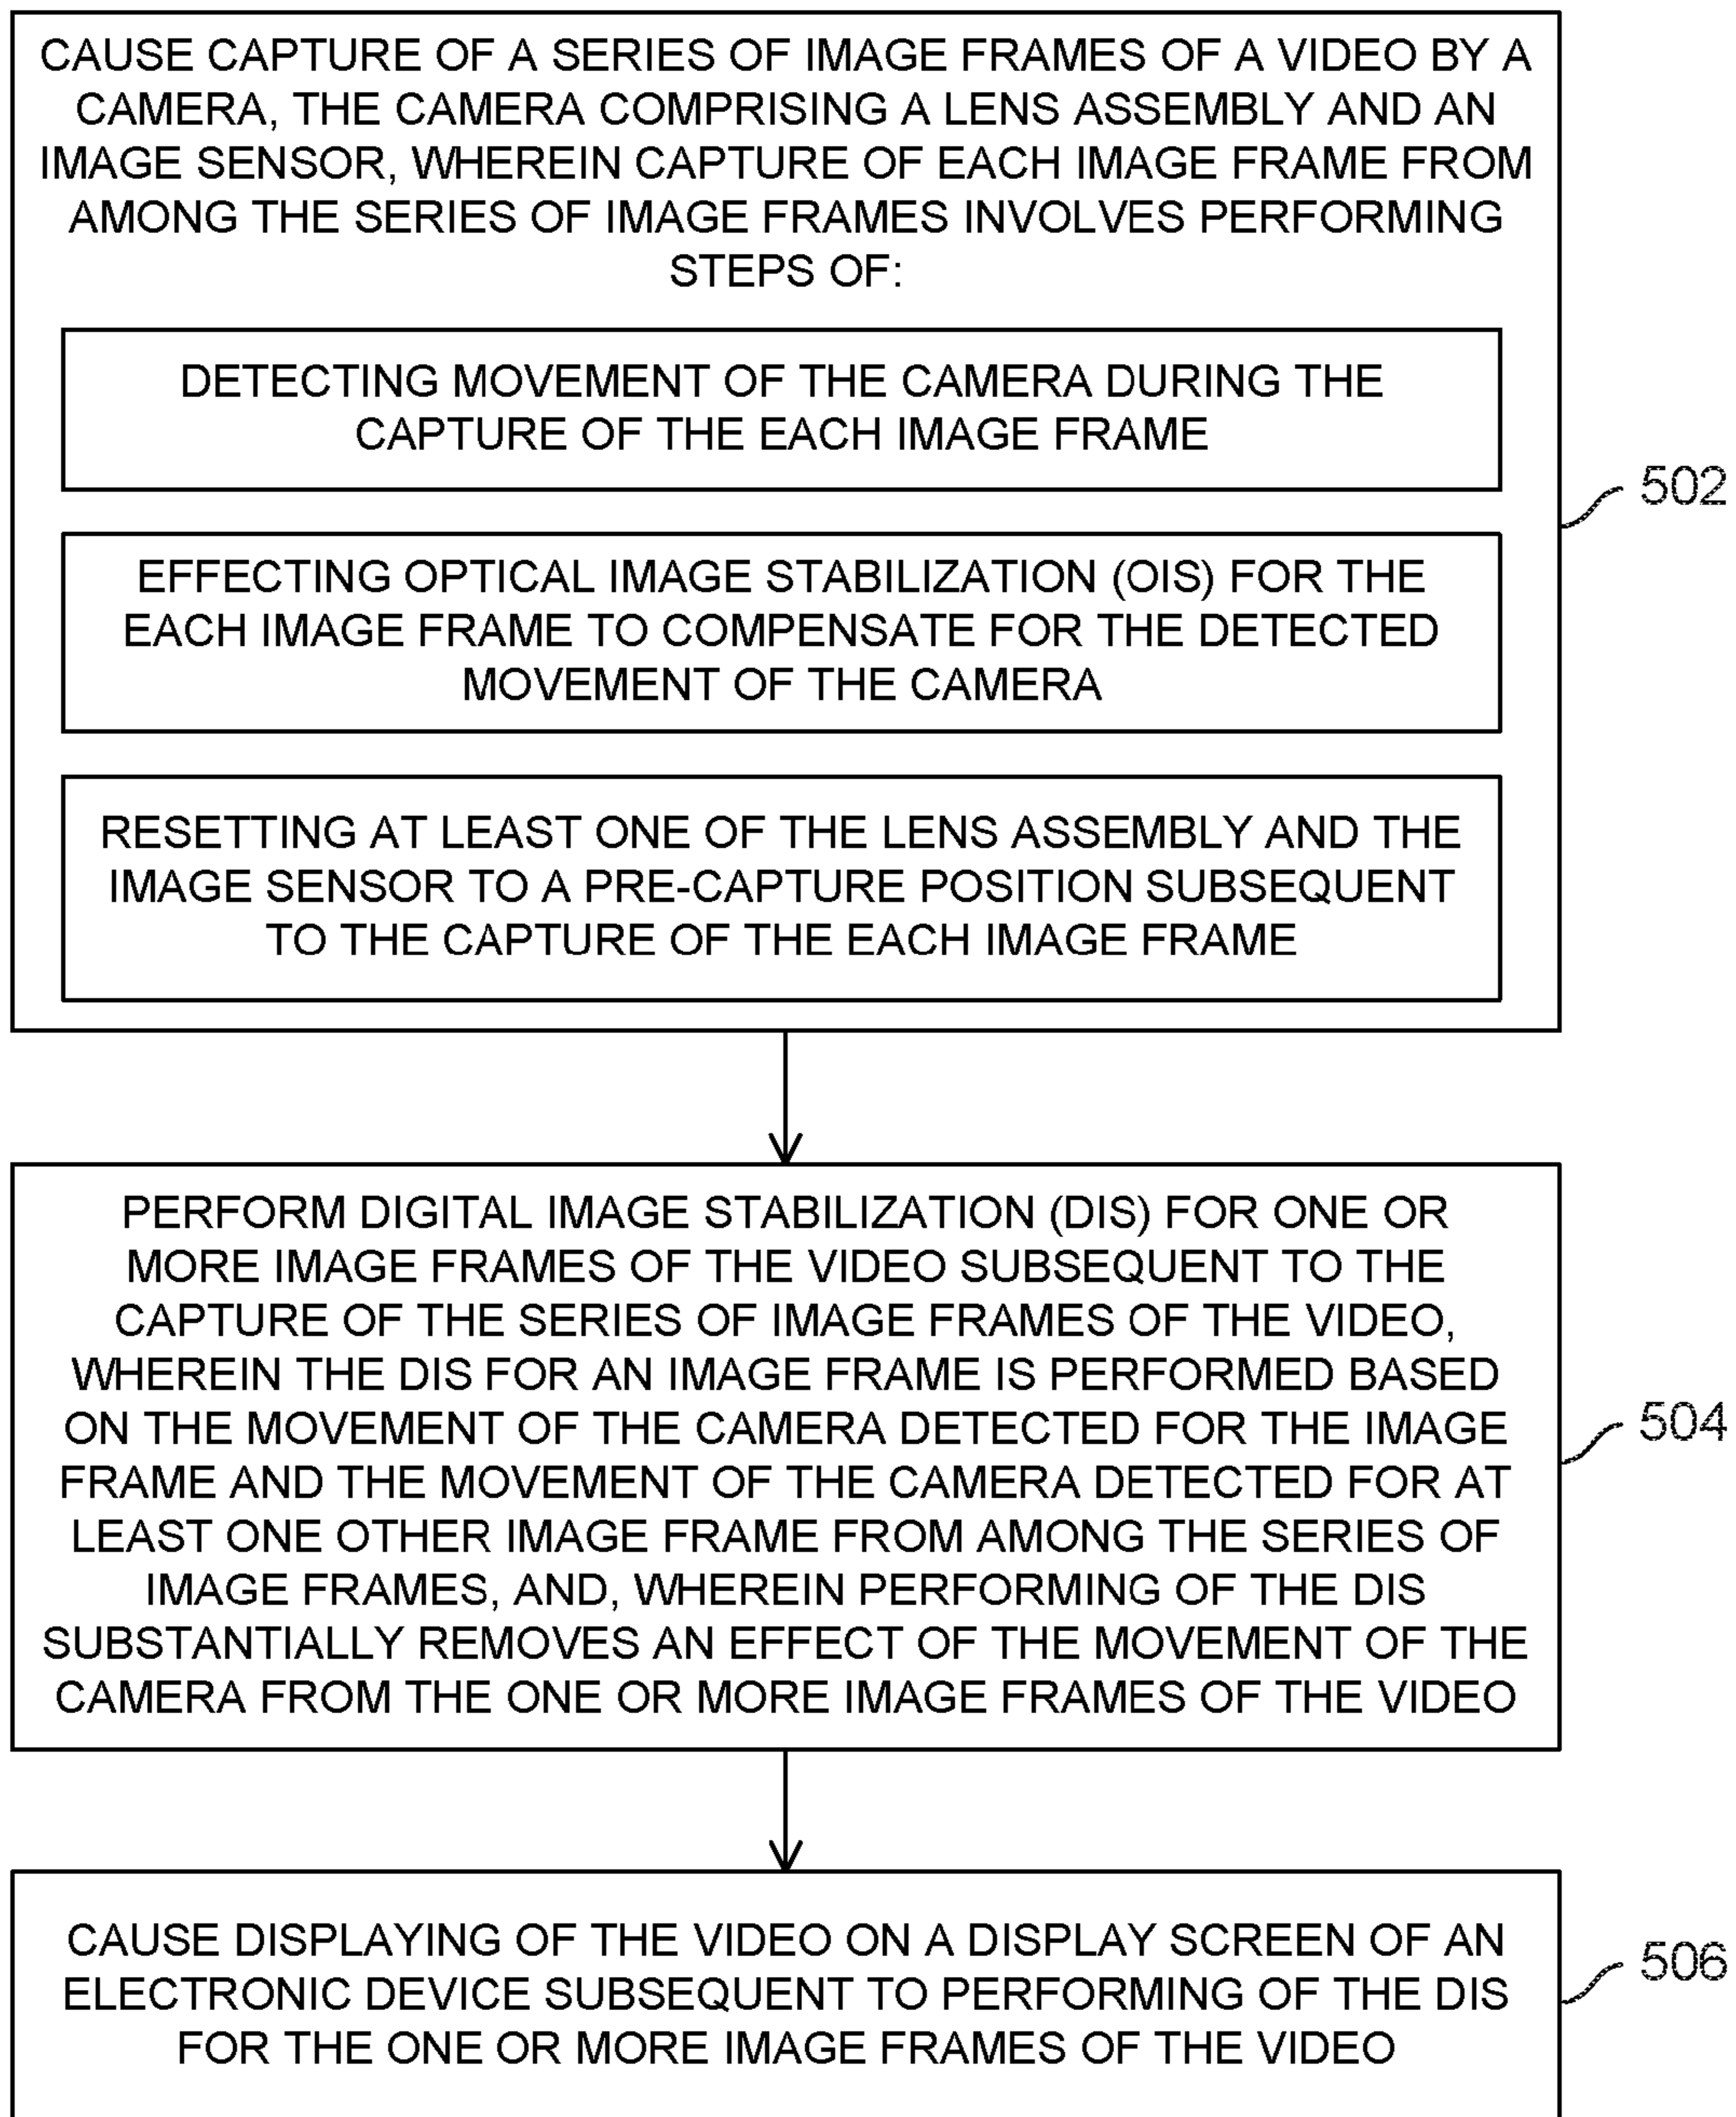 CAUSE CAPTURE OF A SERIES OF IMAGE FRAMES OF A VIDEO BY A
CAMERA, THE CAMERA COMPRISING A LENS ASSEMBLY AND AN
IMAGE SENSOR, WHEREIN CAPTURE OF EACH IMAGE FRAME FROM
AMONG THE SERIES OF IMAGE FRAMES INVOLVES PERFORMING
STEPS OF:
DETECTING MOVEMENT OF THE CAMERA DURING THE
CAPTURE OF THE EACH IMAGE FRAME
502
EFFECTING OPTICAL IMAGE STABILIZATION (OIS) FOR THE
EACH IMAGE FRAME TO COMPENSATE FOR THE DETECTED
MOVEMENT OF THE CAMERA
RESETTING AT LEAST ONE OF THE LENS ASSEMBLY AND THE
IMAGE SENSOR TO A PRE-CAPTURE POSITION SUBSEQUENT
TO THE CAPTURE OF THE EACH IMAGE FRAME
PERFORM DIGITAL IMAGE STABILIZATION (DIS) FOR ONE OR
MORE IMAGE FRAMES OF THE VIDEO SUBSEQUENT TO THE
CAPTURE OF THE SERIES OF IMAGE FRAMES OF THE VIDEO,
WHEREIN THE DIS FOR AN IMAGE FRAME IS PERFORMED BASED
ON THE MOVEMENT OF THE CAMERA DETECTED FOR THE IMAGE
FRAME AND THE MOVEMENT OF THE CAMERA DETECTED FOR AT
LEAST ONE OTHER IMAGE FRAME FROM AMONG THE SERIES OF
IMAGE FRAMES, AND, WHEREIN PERFORMING OF THE DIS
SUBSTANTIALLY REMOVES AN EFFECT OF THE MOVEMENT OF THE
CAMERA FROM THE ONE OR MORE IMAGE FRAMES OF THE VIDEO
504
CAUSE DISPLAYING OF THE VIDEO ON A DISPLAY SCREEN OF AN
ELECTRONIC DEVICE SUBSEQUENT TO PERFORMING OF THE DIS
FOR THE ONE OR MORE IMAGE FRAMES OF THE VIDEO
506